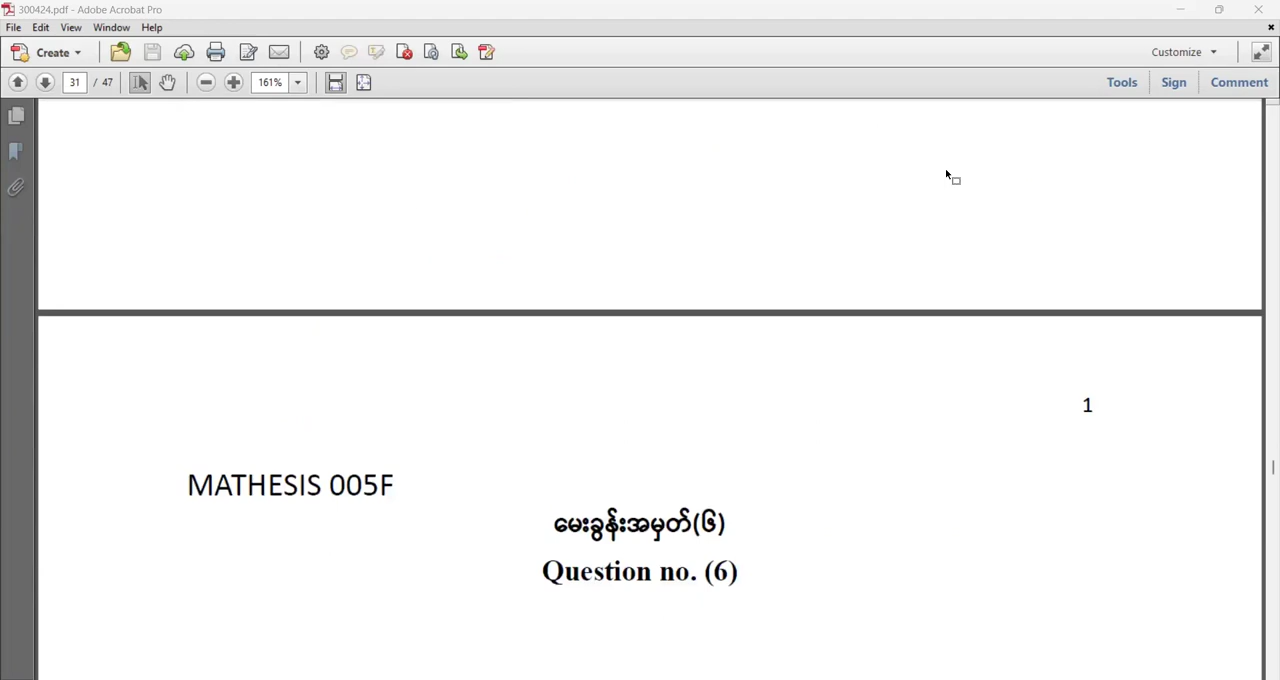 300424.pdf - Adobe Acrobat Pro
File Edit View Window Help
Create Customize
31 / 47 161% Tools Sign Comment
1
MATHESIS 005F
မေးခွန်းအမှတ်(၆)
Question no. (6)